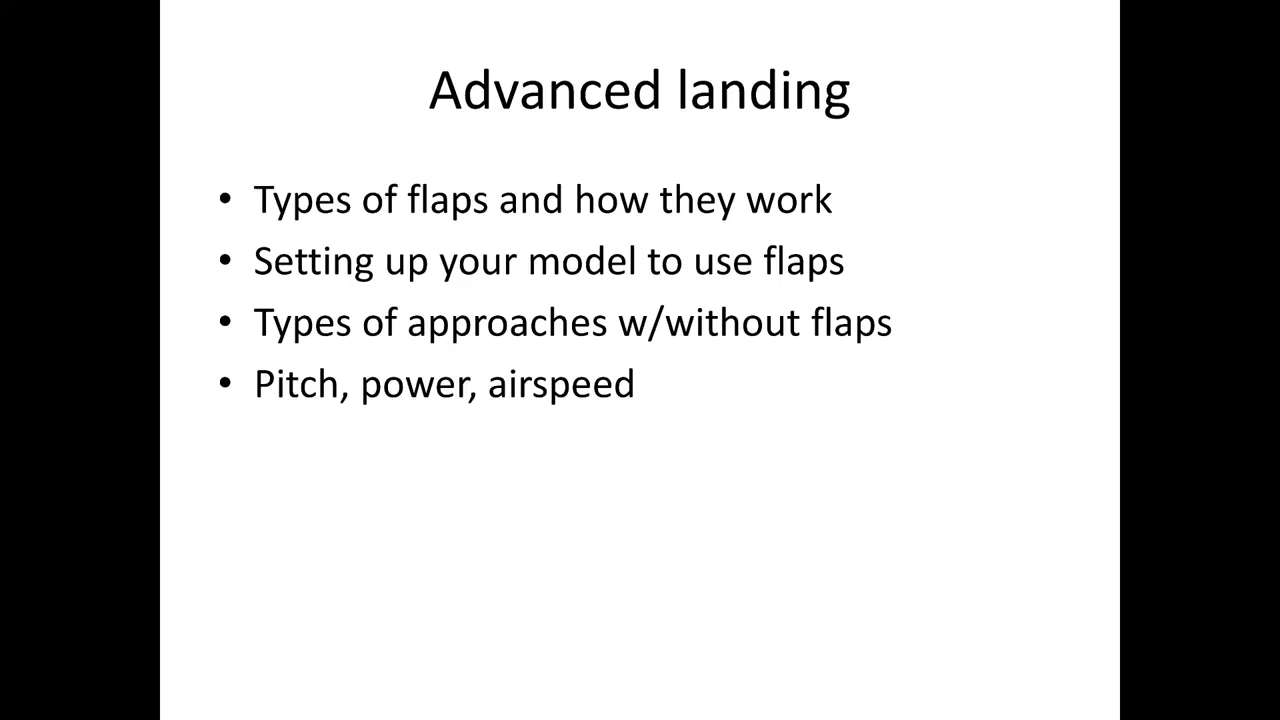 Advanced landing
• Types of flaps and how they work
• Setting up your model to use flaps
• Types of approaches w/without flaps
• Pitch, power, airspeed